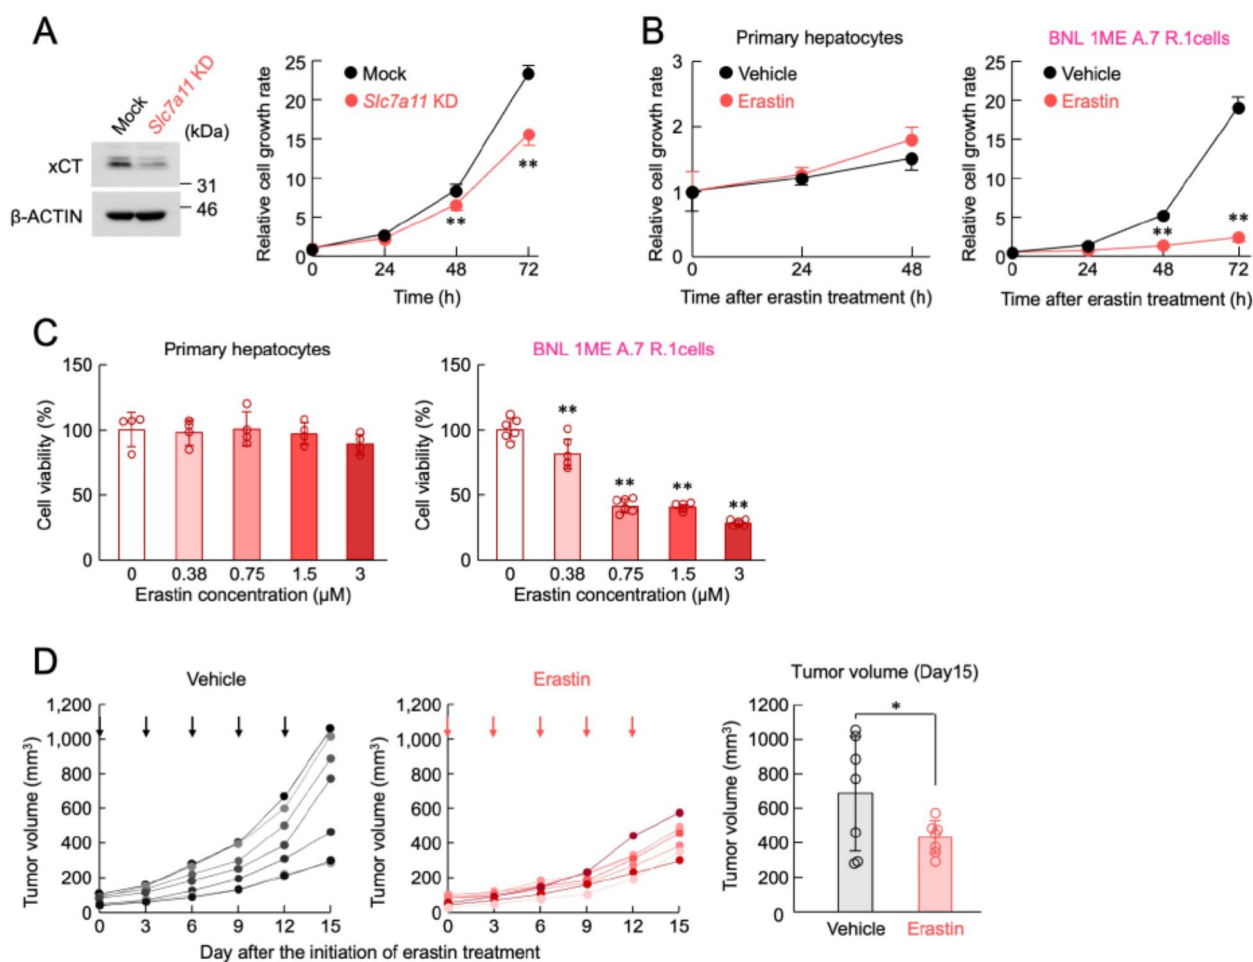 A
Mock
Slc7a11 KD
(kDa)
xCT
31
β-ACTIN
46
Relative cell growth rate
25
20
15
10
5
0
Mock
Slc7a11 KD
**
**
0 24 48 72
Time (h)
B
Primary hepatocytes
Relative cell growth rate
3
2
1
0
Vehicle
Erastin
0 24 48
Time after erastin treatment (h)
BNL 1ME A.7 R.1cells
Relative cell growth rate
25
20
15
10
5
0
Vehicle
Erastin
**
**
0 24 48 72
Time after erastin treatment (h)
C
Primary hepatocytes
Cell viability (%)
150
100
50
0
0 0.38 0.75 1.5 3
Erastin concentration (μM)
BNL 1ME A.7 R.1cells
Cell viability (%)
150
100
50
0
**
**
**
**
0 0.38 0.75 1.5 3
Erastin concentration (μM)
D
Vehicle
Tumor volume (mm³)
1,200
1,000
800
600
400
200
0
0 3 6 9 12 15
Erastin
Tumor volume (mm³)
1,200
1,000
800
600
400
200
0
0 3 6 9 12 15
Day after the initiation of erastin treatment
Tumor volume (Day15)
Tumor volume (mm³)
1200
1000
800
600
400
200
0
*
Vehicle Erastin